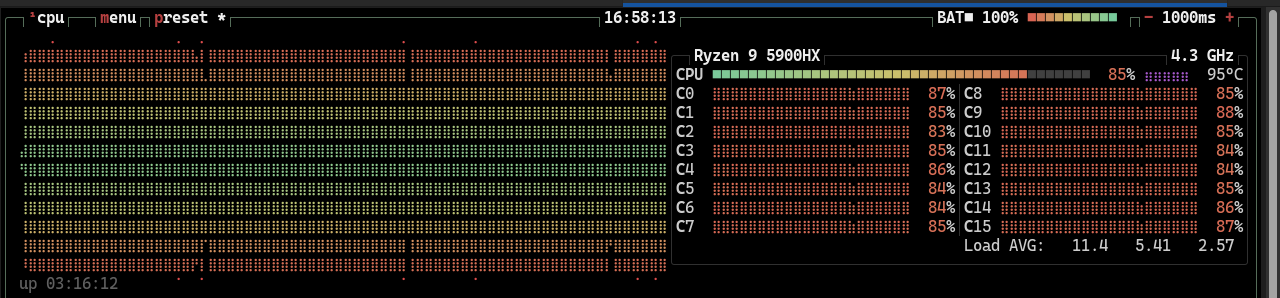 ¹cpu menu preset * 16:58:13 BAT■ 100% - 1000ms +
Ryzen 9 5900HX 4.3 GHz
CPU 85% 95°C
C0 87% C8 85%
C1 85% C9 88%
C2 83% C10 85%
C3 85% C11 84%
C4 86% C12 84%
C5 84% C13 85%
C6 84% C14 86%
C7 85% C15 87%
Load AVG: 11.4 5.41 2.57
up 03:16:12